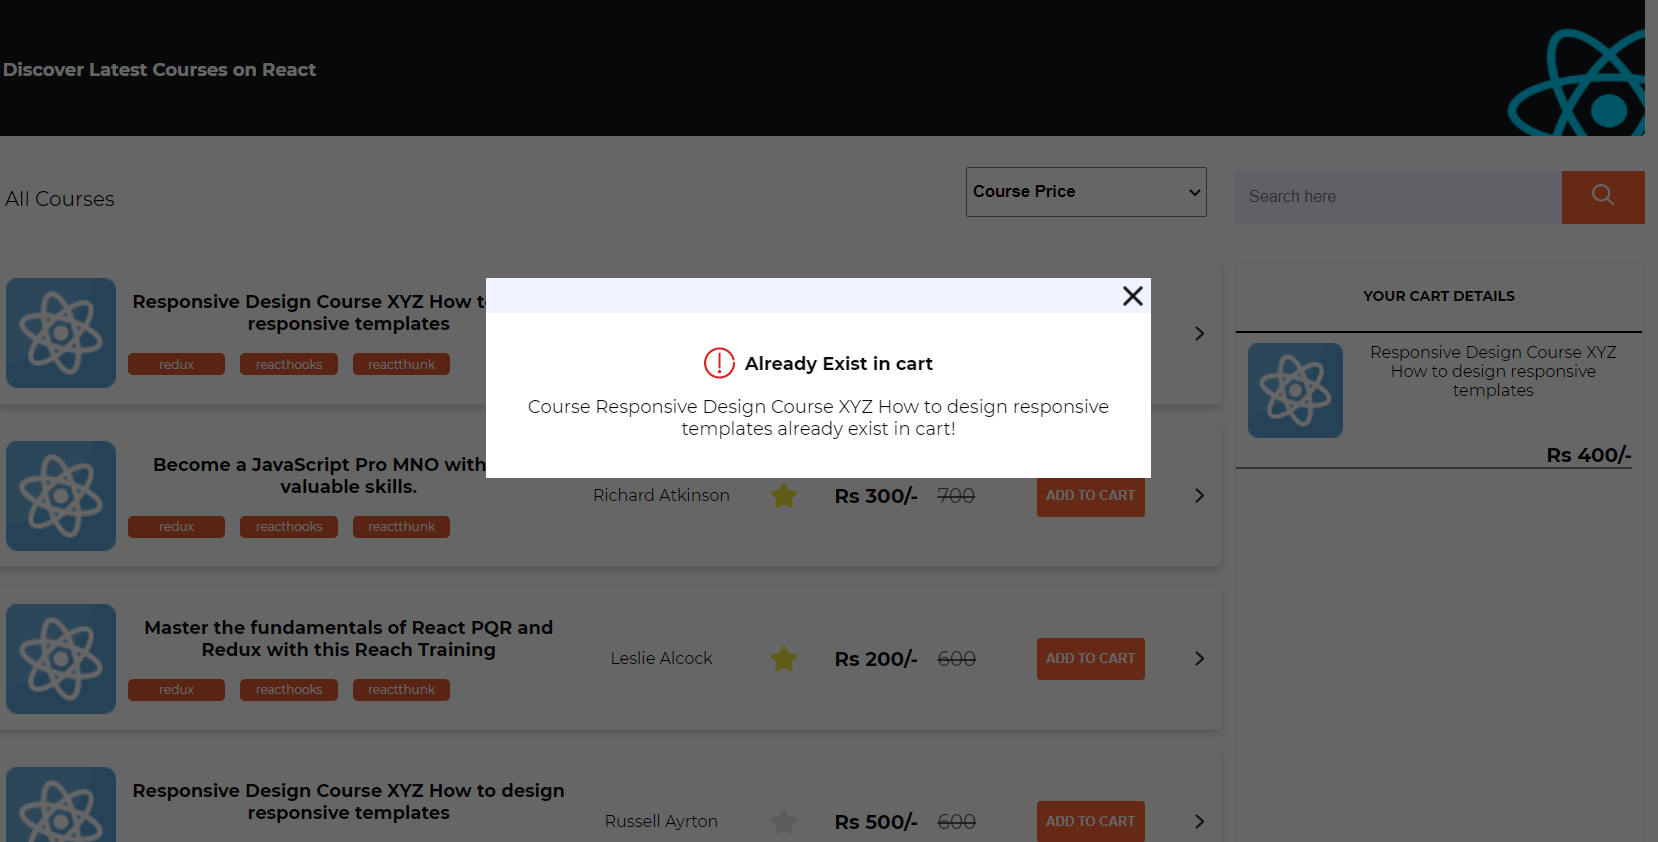 Discover Latest Courses on React
All Courses
Course Price
Search here
Responsive Design Course XYZ How t
responsive templates
redux
reacthooks
reactthunk
Already Exist in cart
Course Responsive Design Course XYZ How to design responsive
templates already exist in cart!
YOUR CART DETAILS
Responsive Design Course XYZ
How to design responsive
templates
Rs 400/-
Become a JavaScript Pro MNO with
valuable skills.
redux
reacthooks
reactthunk
Richard Atkinson
Rs 300/-
700
ADD TO CART
Master the fundamentals of React PQR and
Redux with this Reach Training
redux
reacthooks
reactthunk
Leslie Alcock
Rs 200/-
600
ADD TO CART
Responsive Design Course XYZ How to design
responsive templates
Russell Ayrton
Rs 500/-
600
ADD TO CART